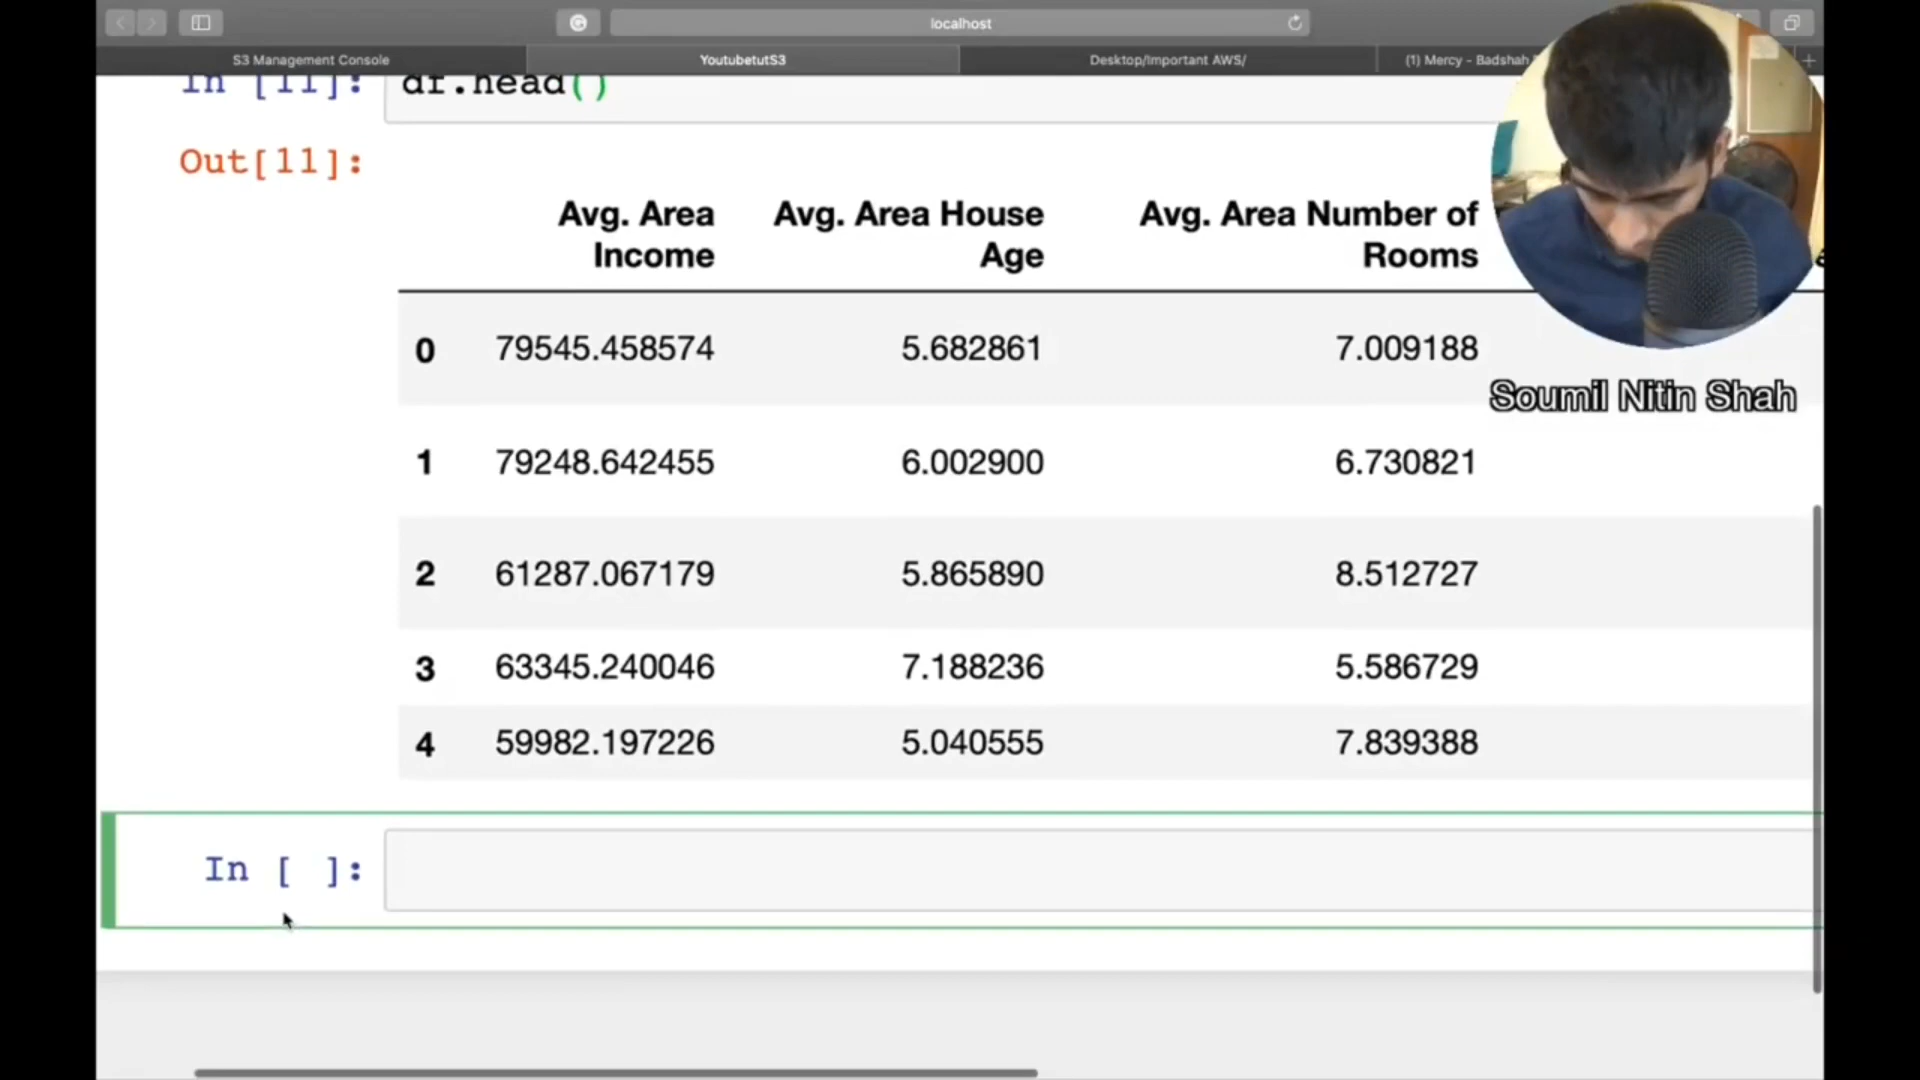 localhost
S3 Management Console
YoutubetutS3
Desktop/Important AWS/
(1) Mercy - Badshah
In [11]: df.head()
Out[11]:
Avg. Area Income
Avg. Area House Age
Avg. Area Number of Rooms
0 79545.458574 5.682861 7.009188
Soumil Nitin Shah
1 79248.642455 6.002900 6.730821
2 61287.067179 5.865890 8.512727
3 63345.240046 7.188236 5.586729
4 59982.197226 5.040555 7.839388
In [ ]: